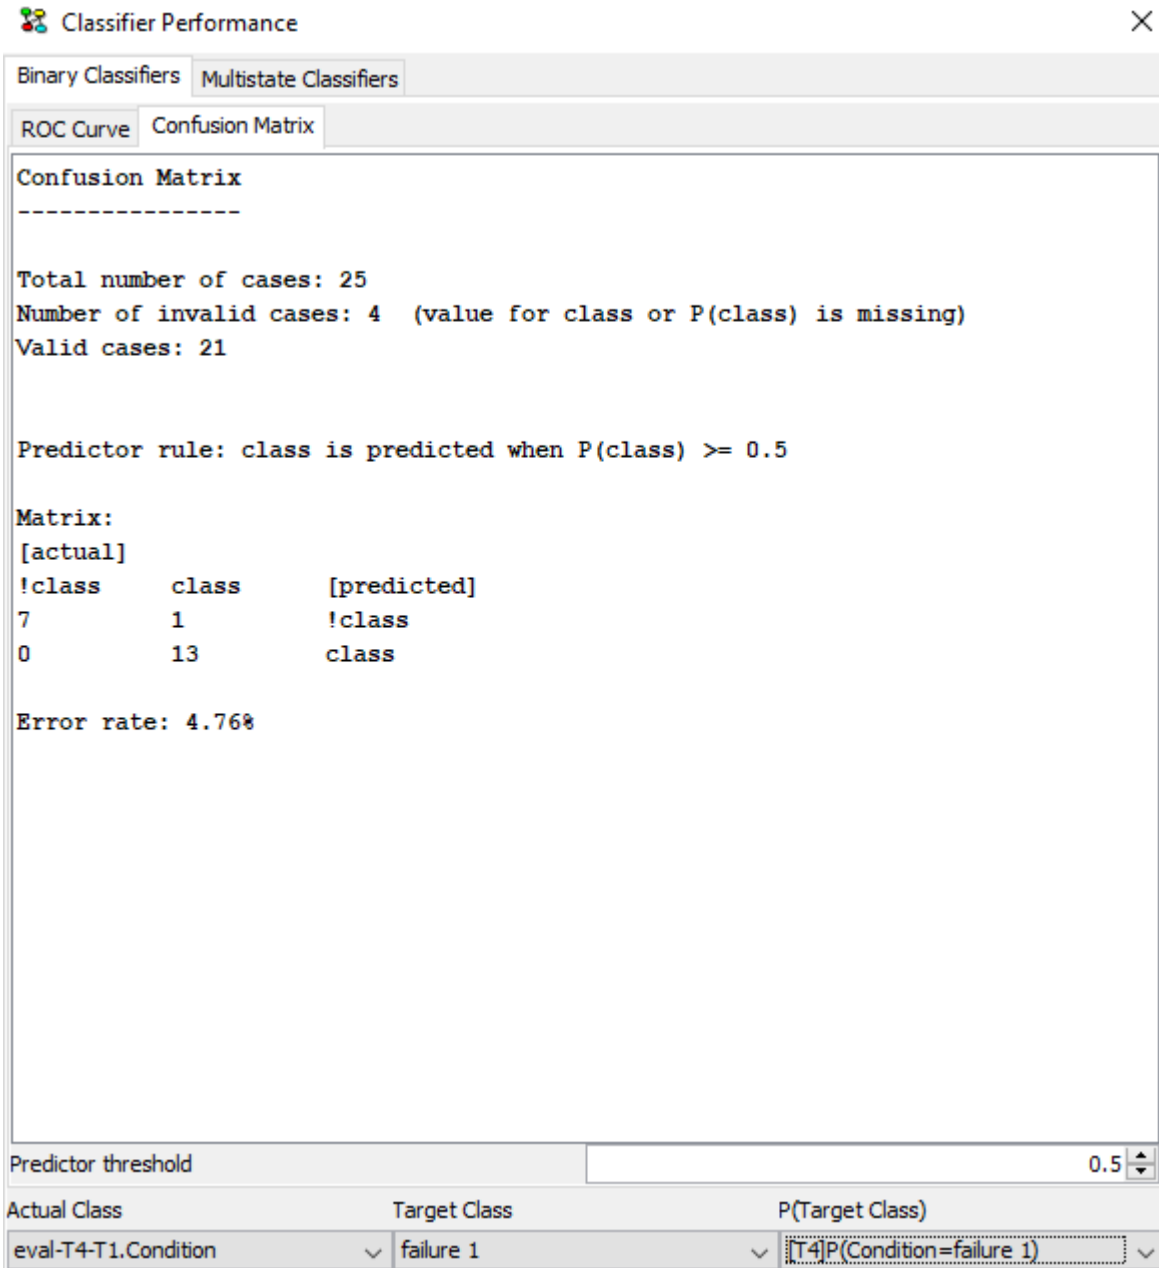 Classifier Performance
Binary Classifiers Multistate Classifiers
ROC Curve Confusion Matrix
Confusion Matrix
----------------
Total number of cases: 25
Number of invalid cases: 4 (value for class or P(class) is missing)
Valid cases: 21
Predictor rule: class is predicted when P(class) >= 0.5
Matrix:
[actual]
!class class [predicted]
7 1 !class
0 13 class
Error rate: 4.76%
Predictor threshold 0.5
Actual Class Target Class P(Target Class)
eval-T4-T1.Condition failure 1 [T4]P(Condition=failure 1)